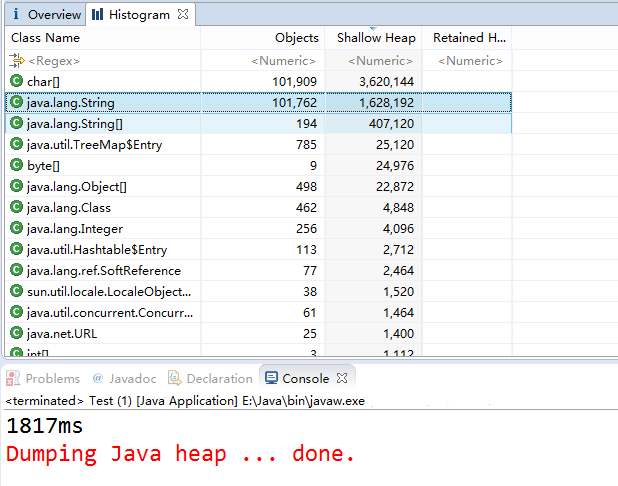 i Overview Histogram
Class Name Objects Shallow Heap Retained H...
<Regex> <Numeric> <Numeric> <Numeric>
char[] 101,909 3,620,144
java.lang.String 101,762 1,628,192
java.lang.String[] 194 407,120
java.util.TreeMap$Entry 785 25,120
byte[] 9 24,976
java.lang.Object[] 498 22,872
java.lang.Class 462 4,848
java.lang.Integer 256 4,096
java.util.Hashtable$Entry 113 2,712
java.lang.ref.SoftReference 77 2,464
sun.util.locale.LocaleObject... 38 1,520
java.util.concurrent.Concurr... 61 1,464
java.net.URL 25 1,400
int[] 3 1,112
Problems @ Javadoc Declaration Console
<terminated> Test (1) [Java Application] E:\Java\bin\javaw.exe
1817ms
Dumping Java heap ... done.